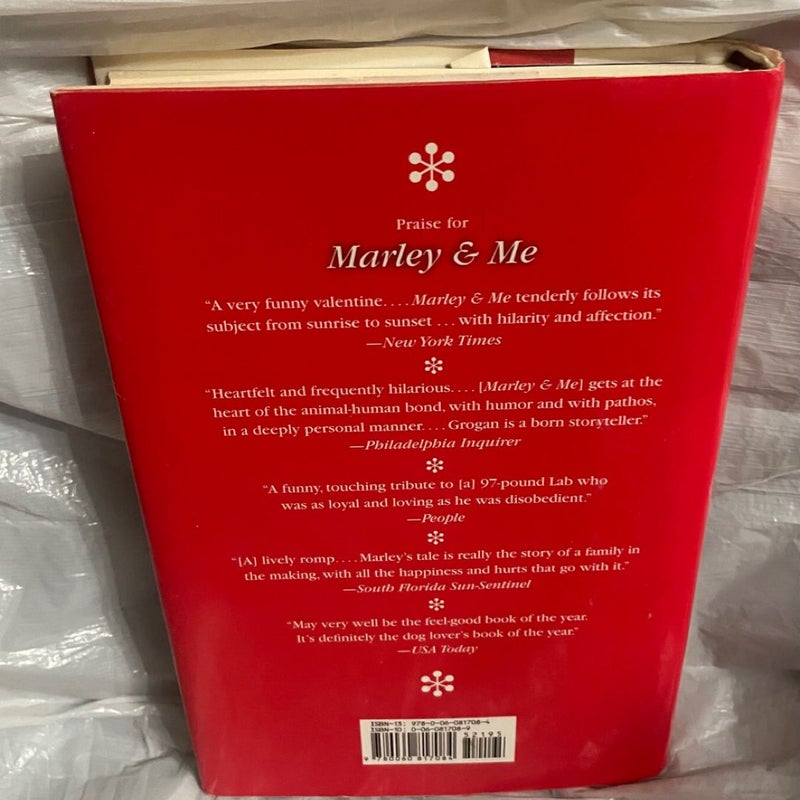 Praise for
Marley & Me
“A very funny valentine.... Marley & Me tenderly follows its
subject from sunrise to sunset ... with hilarity and affection.”
—New York Times
“Heartfelt and frequently hilarious.... [Marley & Me] gets at the
heart of the animal-human bond, with humor and with pathos,
in a deeply personal manner.... Grogan is a born storyteller.”
—Philadelphia Inquirer
“A funny, touching tribute to [a] 97-pound Lab who
was as loyal and loving as he was disobedient.”
—People
“[A] lively romp.... Marley’s tale is really the story of a family in
the making, with all the happiness and hurts that go with it.”
—South Florida Sun-Sentinel
“May very well be the feel-good book of the year.
It’s definitely the dog lover’s book of the year.”
—USA Today
ISBN-13: 978-0-06-081708-4
ISBN-10: 0-06-081708-9
52195
9 780060 817084